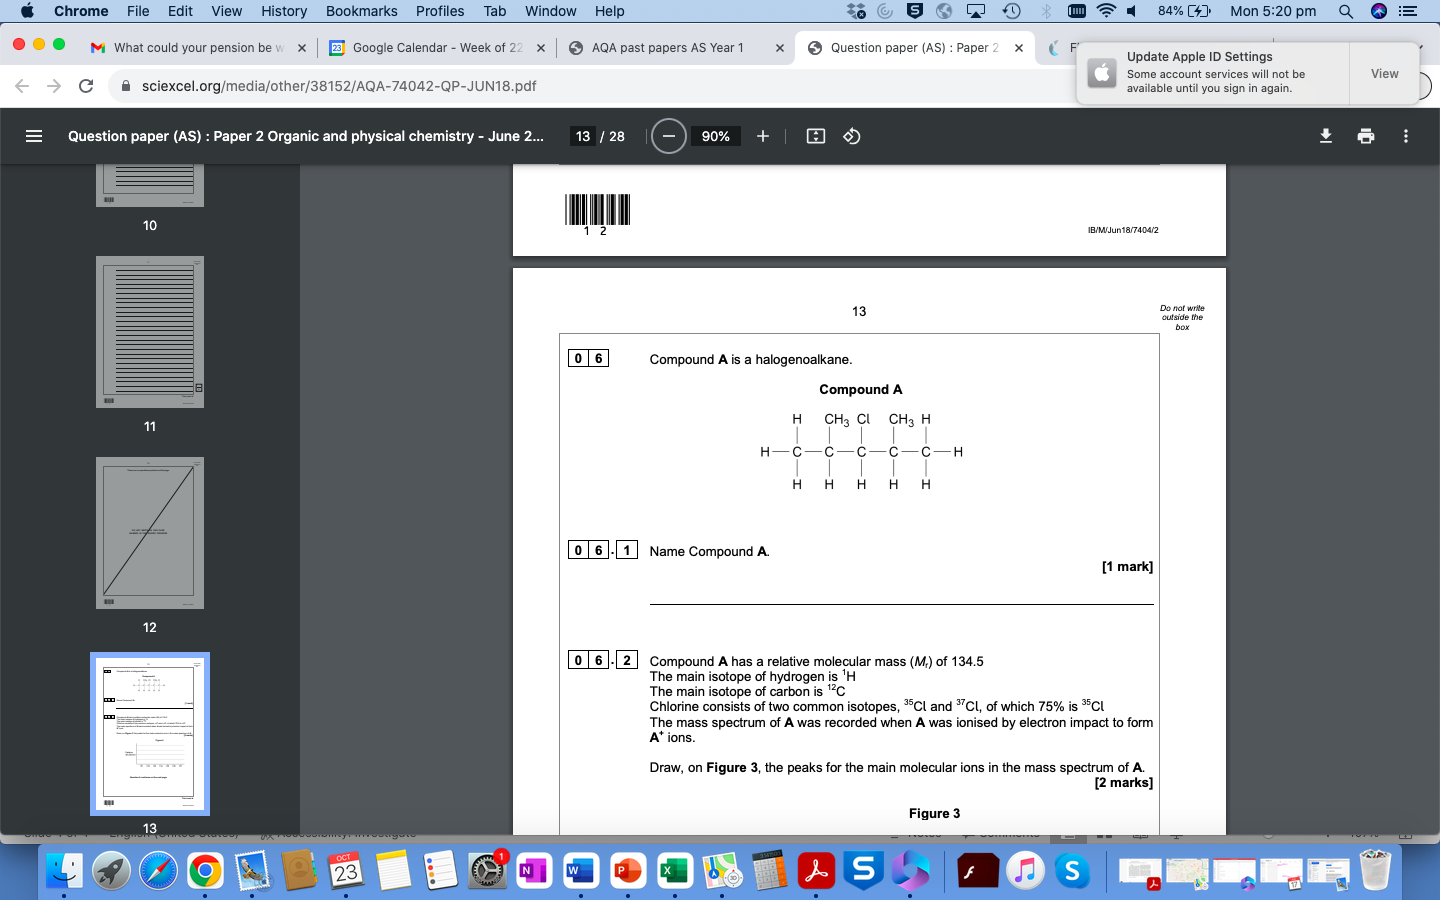 Chrome File Edit View History Bookmarks Profiles Tab Window Help 84% Mon 5:20 pm
What could your pension be w
23 Google Calendar - Week of 22
AQA past papers AS Year 1
Question paper (AS) : Paper 2
Update Apple ID Settings
Some account services will not be
available until you sign in again.
View
sciexcel.org/media/other/38152/AQA-74042-QP-JUN18.pdf
Question paper (AS) : Paper 2 Organic and physical chemistry - June 2... 13 / 28 90%
10
11
12
13
1 2
IB/M/Jun18/7404/2
13
Do not write
outside the
box
0 6 Compound A is a halogenoalkane.
Compound A
H CH₃ Cl CH₃ H
H C C C C C H
H H H H H
0 6 . 1 Name Compound A.
[1 mark]
0 6 . 2 Compound A has a relative molecular mass (Mᵣ) of 134.5
The main isotope of hydrogen is ¹H
The main isotope of carbon is ¹²C
Chlorine consists of two common isotopes, ³⁵Cl and ³⁷Cl, of which 75% is ³⁵Cl
The mass spectrum of A was recorded when A was ionised by electron impact to form
A⁺ ions.
Draw, on Figure 3, the peaks for the main molecular ions in the mass spectrum of A.
[2 marks]
Figure 3
OCT
23
1
N
W
P
X
3D
S
S
17